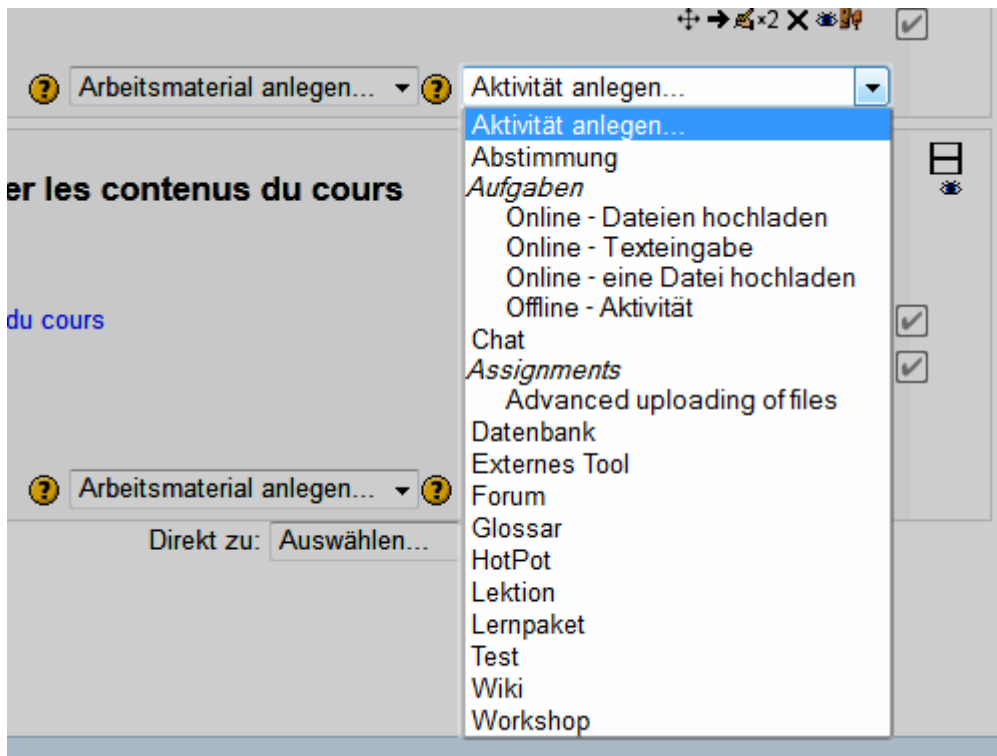 ×2
Arbeitsmaterial anlegen... Aktivität anlegen...
Aktivität anlegen...
Abstimmung
Aufgaben
Online - Dateien hochladen
Online - Texteingabe
Online - eine Datei hochladen
Offline - Aktivität
Chat
Assignments
Advanced uploading of files
Datenbank
Externes Tool
Forum
Glossar
HotPot
Lektion
Lernpaket
Test
Wiki
Workshop
er les contenus du cours
du cours
Arbeitsmaterial anlegen...
Direkt zu: Auswählen...